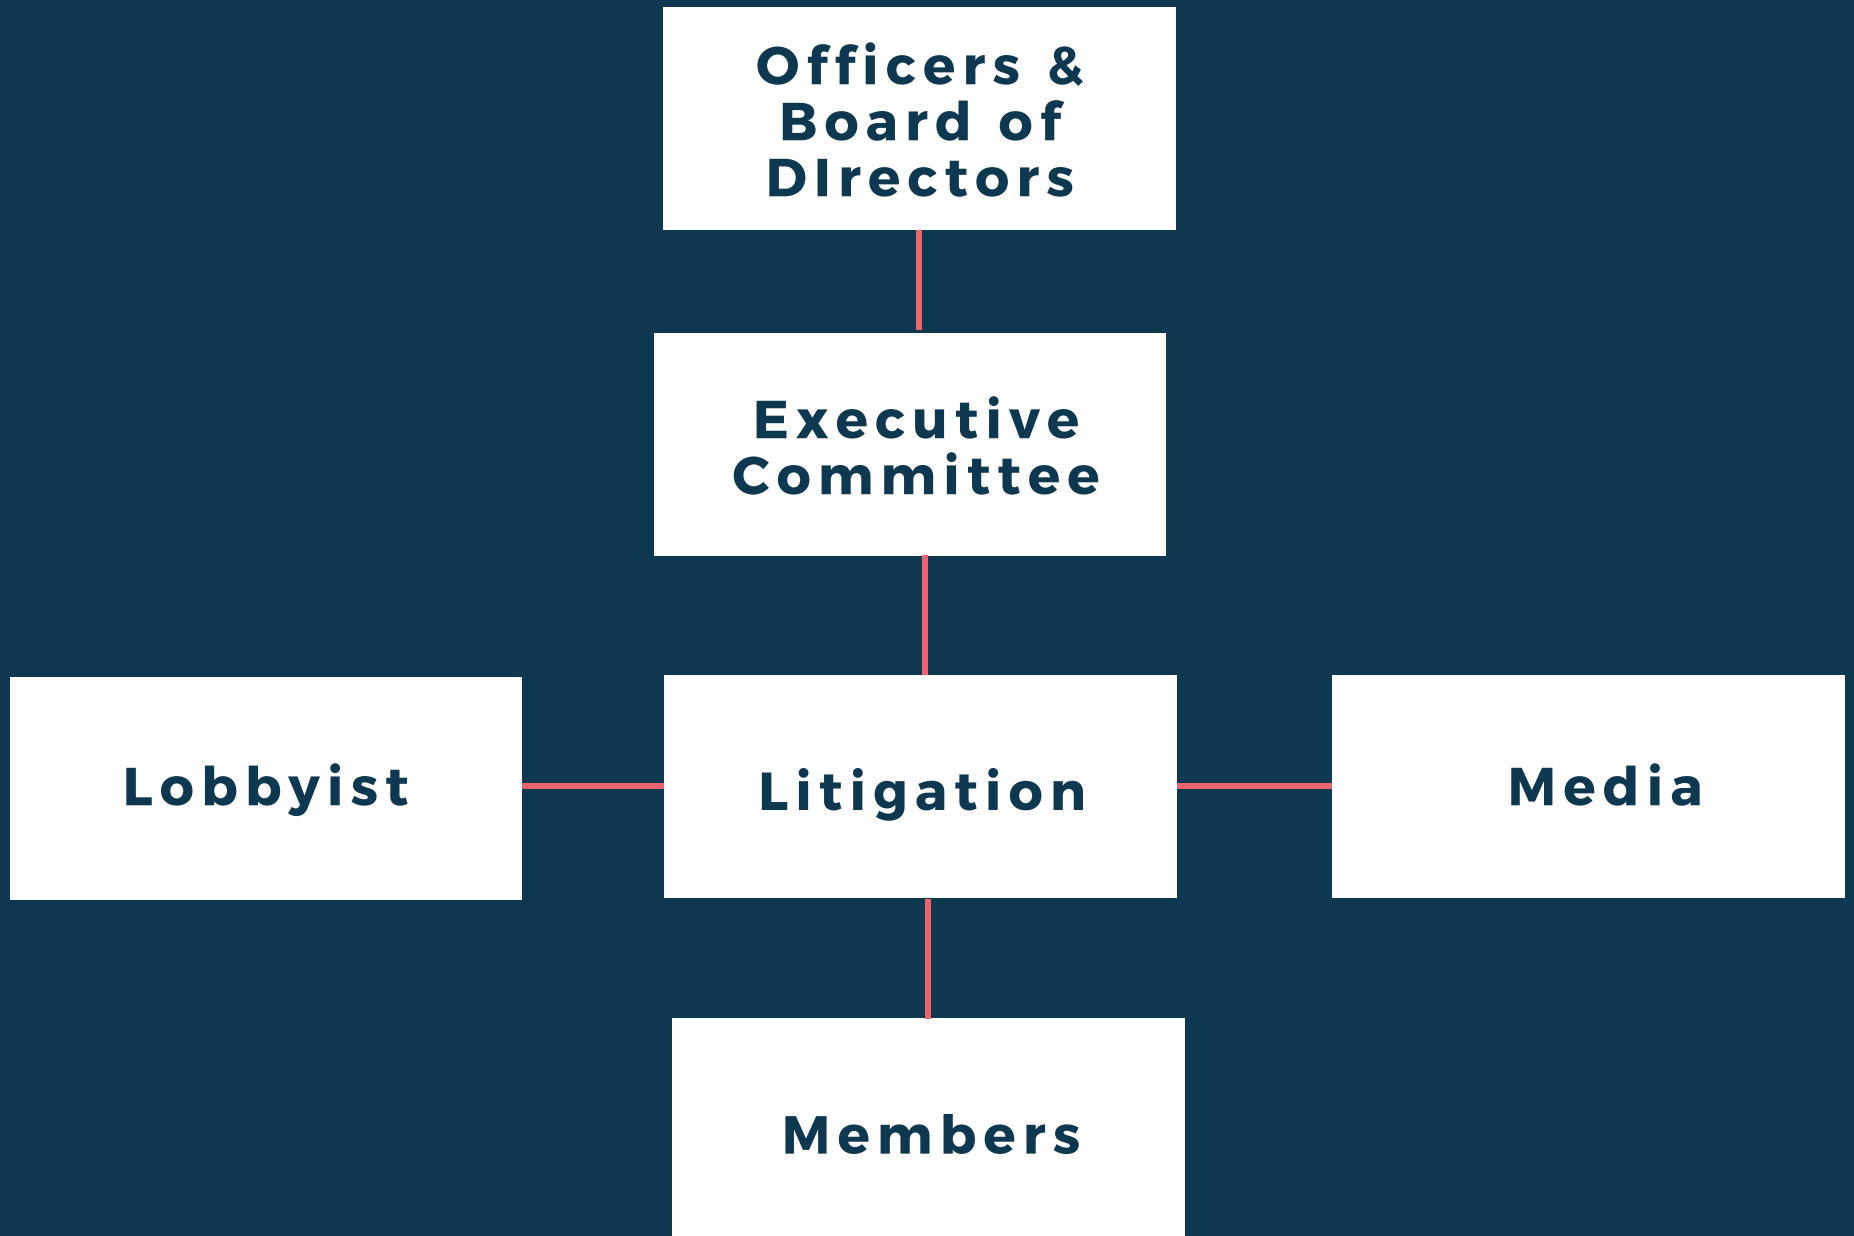 Officers &
Board of
DIrectors
Executive
Committee
Lobbyist
Litigation
Media
Members